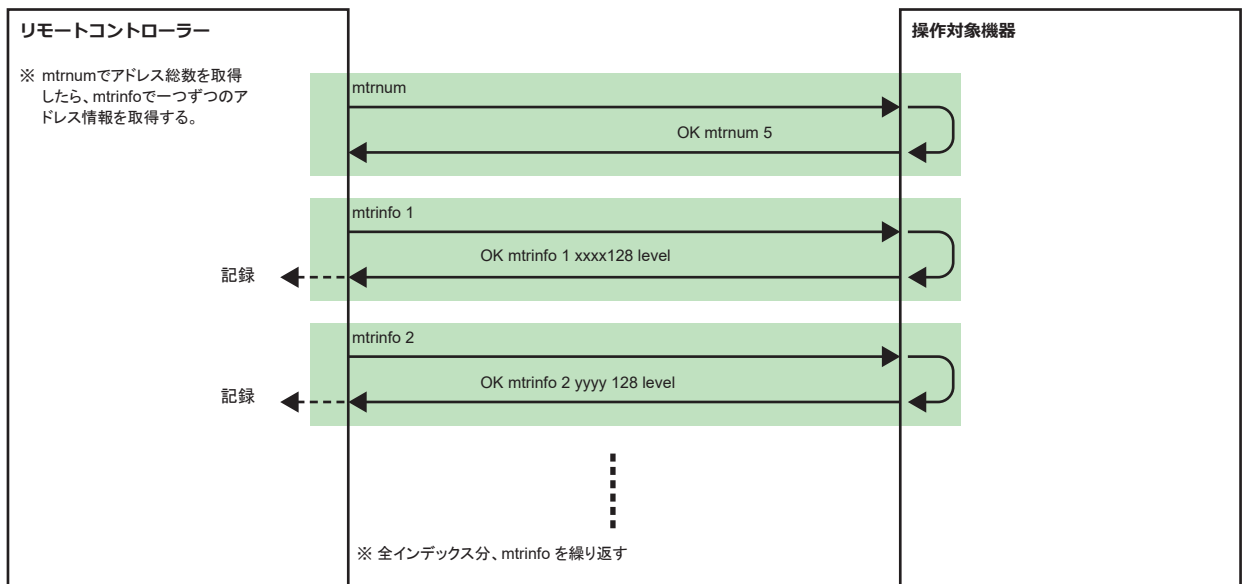 リモートコントローラー
操作対象機器
※ mtrnumでアドレス総数を取得
したら、mtrinfoで一つずつのア
ドレス情報を取得する。
mtrnum
OK mtrnum 5
mtrinfo 1
OK mtrinfo 1 xxxx128 level
記録
mtrinfo 2
OK mtrinfo 2 yyyy 128 level
記録
※ 全インデックス分、mtrinfo を繰り返す